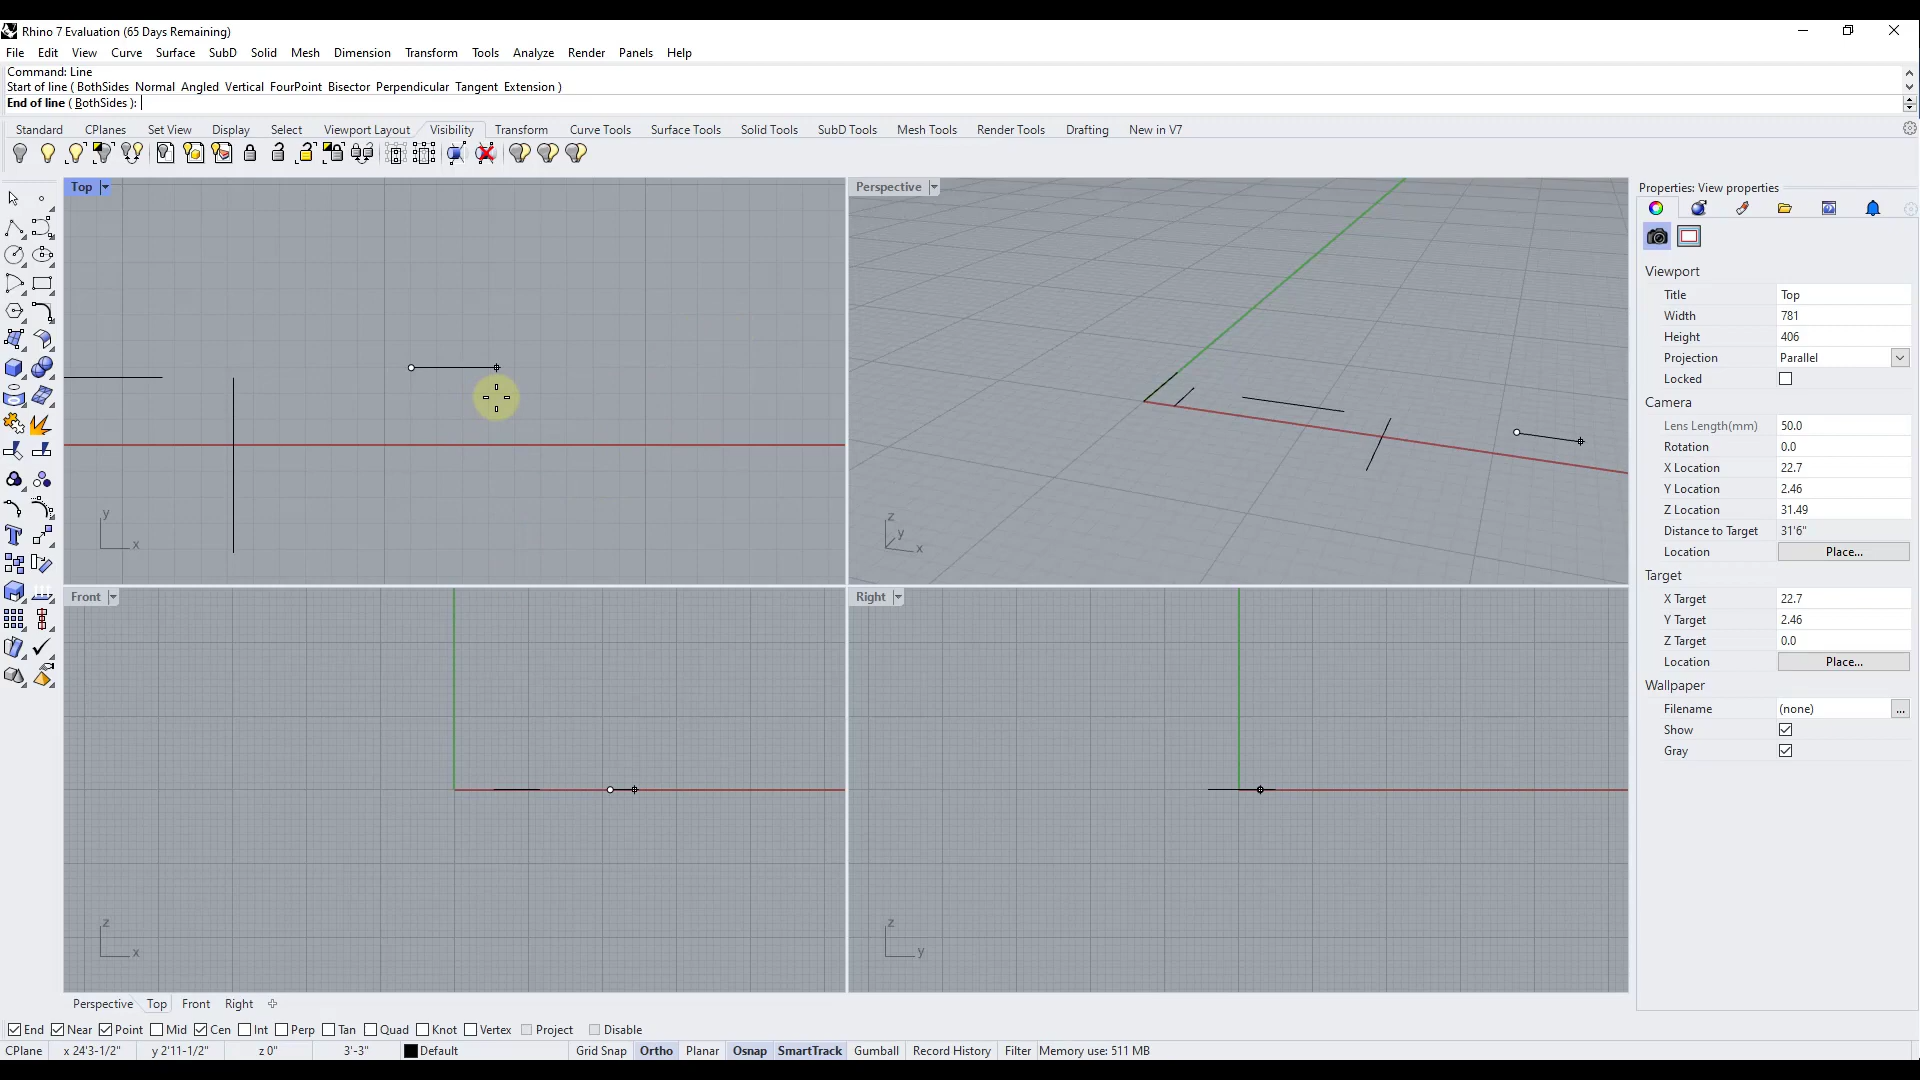 Rhino 7 Evaluation (65 Days Remaining)
File Edit View Curve Surface SubD Solid Mesh Dimension Transform Tools Analyze Render Panels Help
Command: Line
Start of line ( BothSides Normal Angled Vertical FourPoint Bisector Perpendicular Tangent Extension )
End of line ( BothSides ):
Standard CPlanes Set View Display Select Viewport Layout Visibility Transform Curve Tools Surface Tools Solid Tools SubD Tools Mesh Tools Render Tools Drafting New in V7
Top
y
x
Perspective
z
y
x
Front
z
x
Right
z
y
Properties: View properties
Viewport
Title Top
Width 781
Height 406
Projection Parallel
Locked
Camera
Lens Length(mm) 50.0
Rotation 0.0
X Location 22.7
Y Location 2.46
Z Location 31.49
Distance to Target 31'6"
Location Place...
Target
X Target 22.7
Y Target 2.46
Z Target 0.0
Location Place...
Wallpaper
Filename (none) ...
Show
Gray
Perspective Top Front Right
End Near Point Mid Cen Int Perp Tan Quad Knot Vertex Project Disable
CPlane x 24'3-1/2" y 2'11-1/2" z 0" 3'-3" Default Grid Snap Ortho Planar Osnap SmartTrack Gumball Record History Filter Memory use: 511 MB